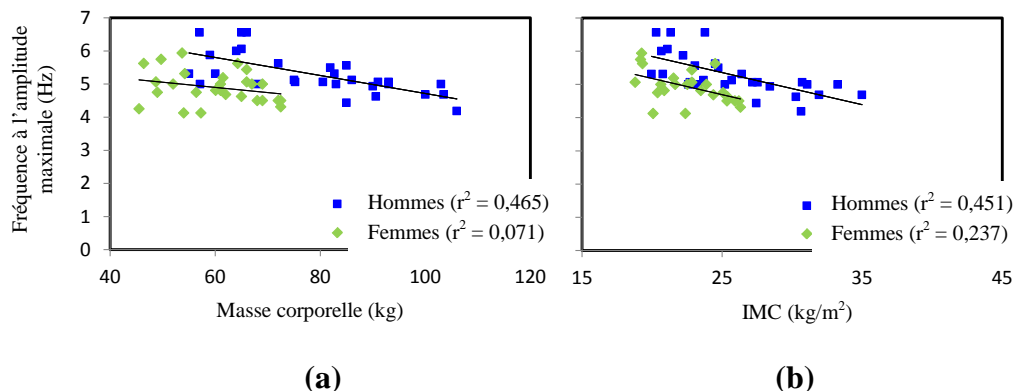 Fréquence à l'amplitude
maximale (Hz)
7
6
5
4
3
2
1
0
Hommes (r² = 0,465)
Femmes (r² = 0,071)
40 60 80 100 120
Masse corporelle (kg)
(a)
Hommes (r² = 0,451)
Femmes (r² = 0,237)
15 25 35 45
IMC (kg/m²)
(b)